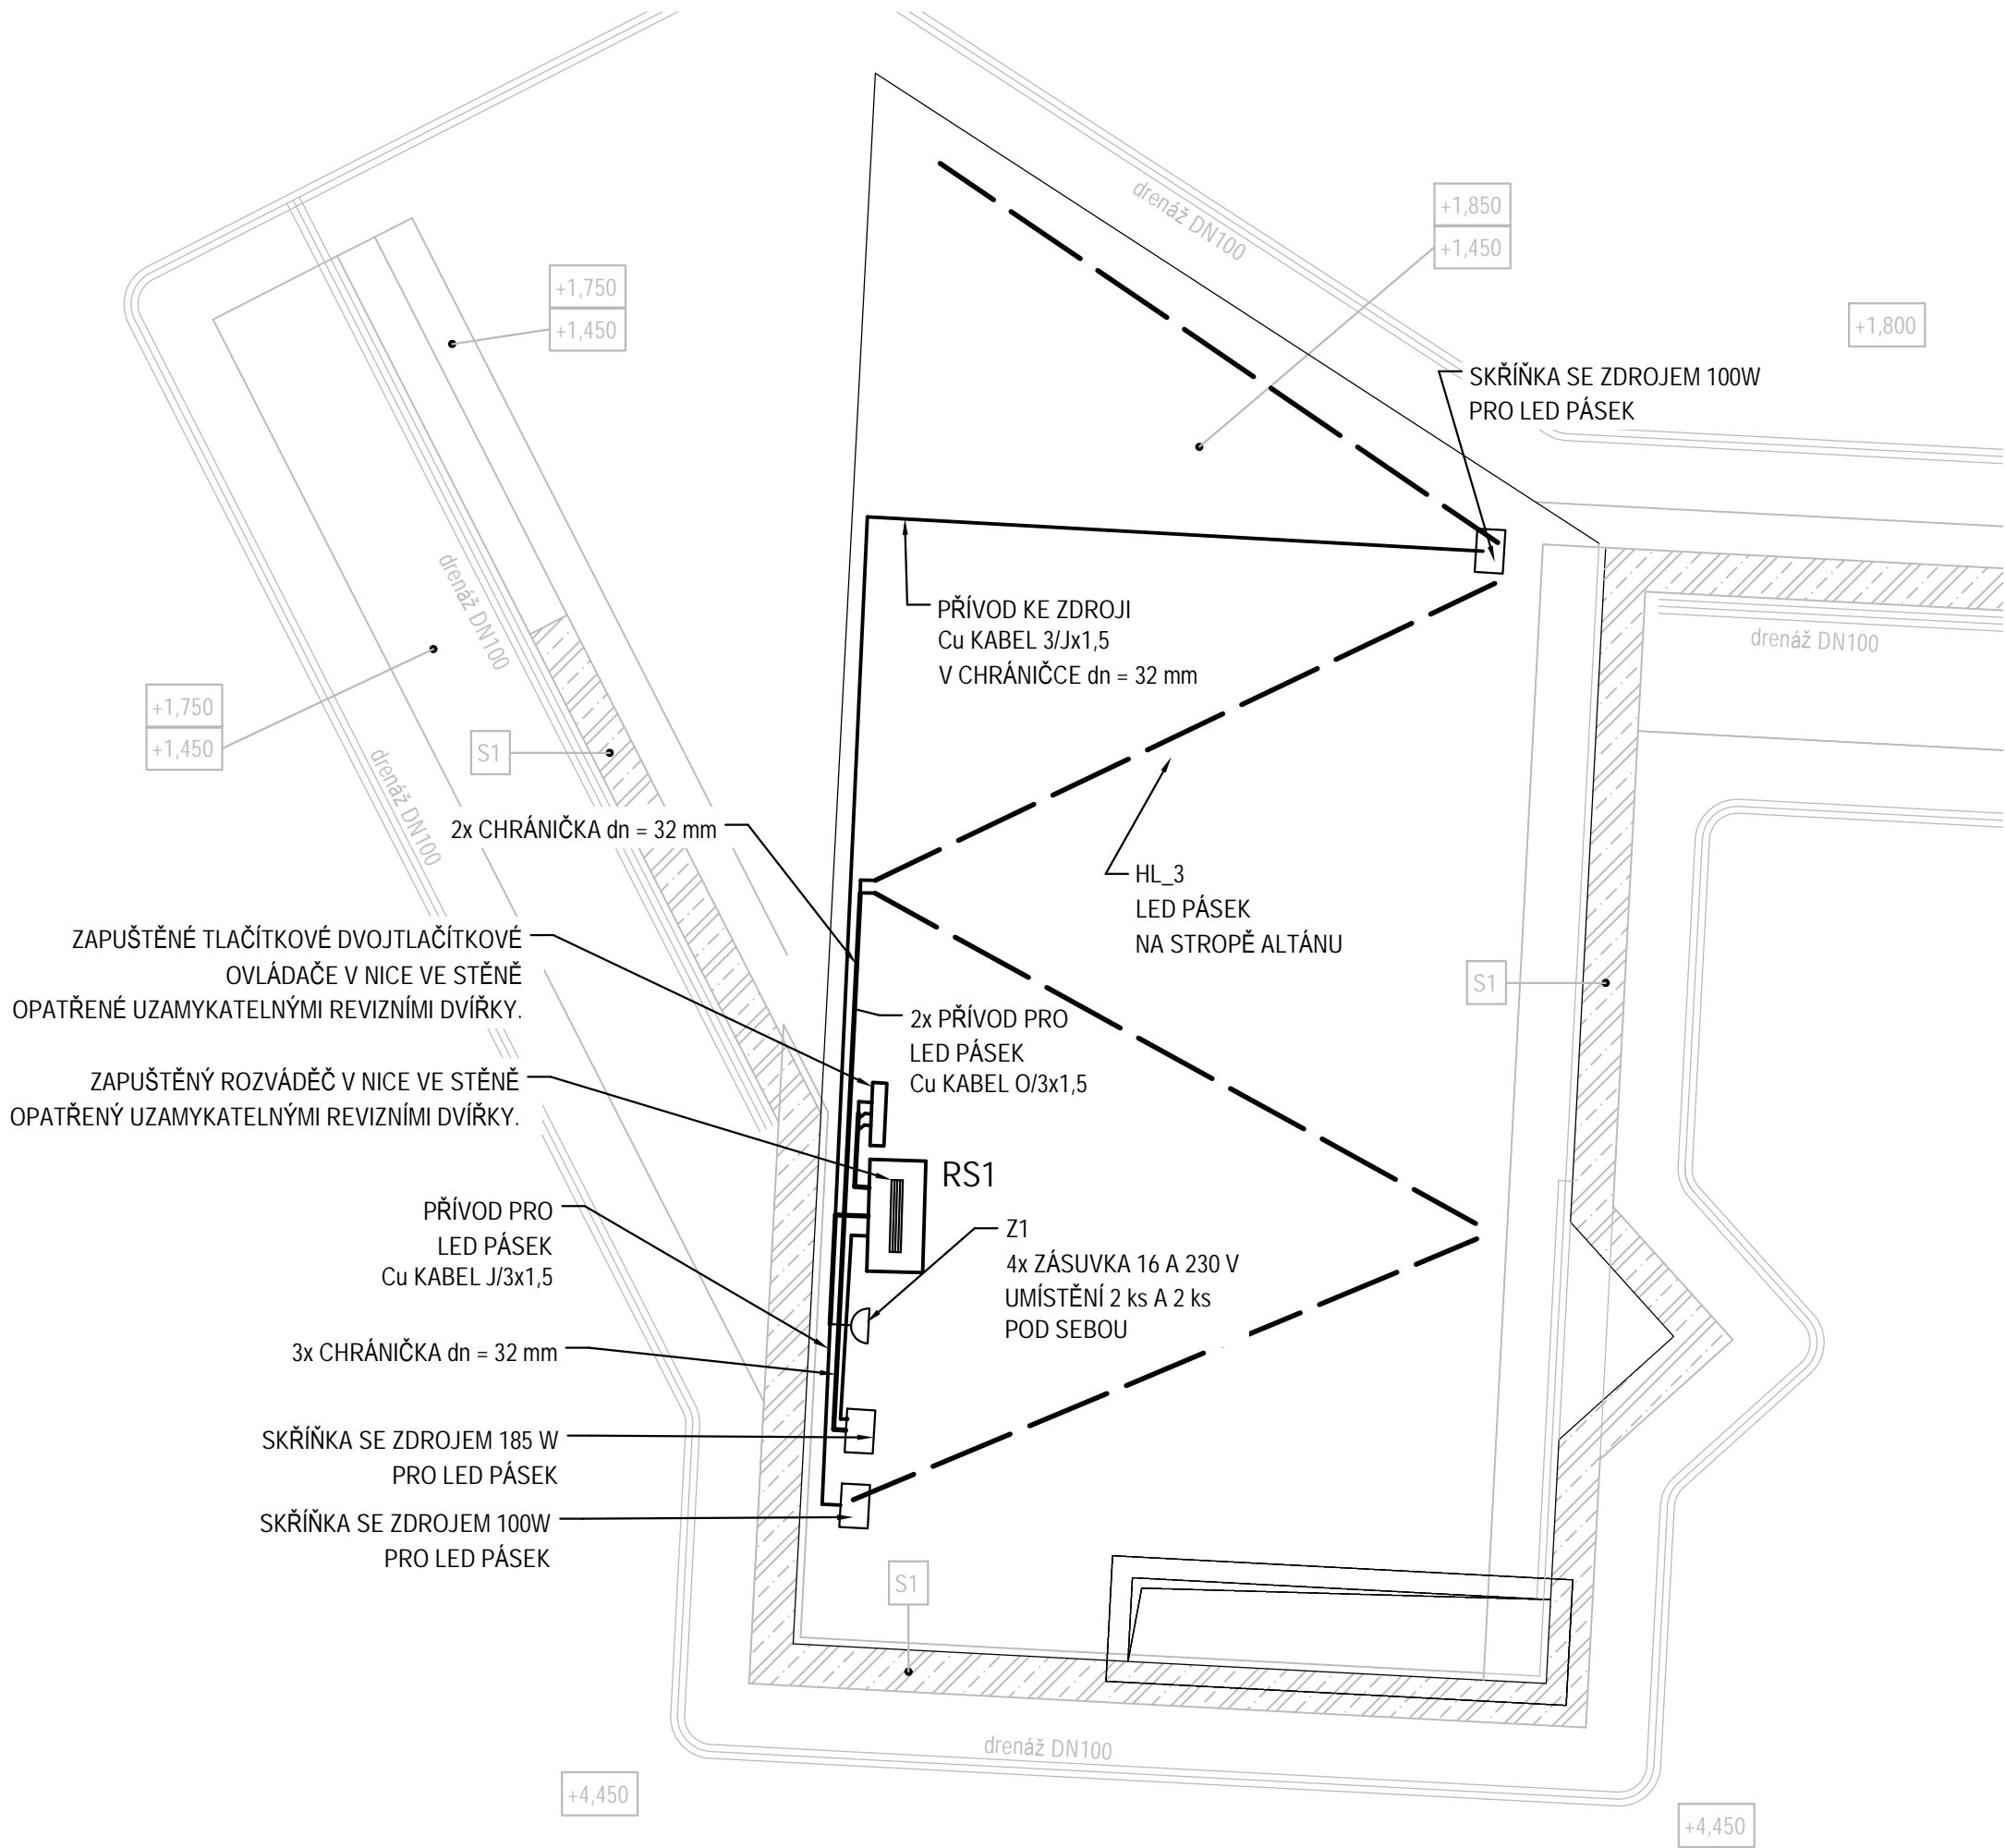 drenáž DN100
+1,850
+1,450
+1,750
+1,450
+1,800
SKŘÍŇKA SE ZDROJEM 100W
PRO LED PÁSEK
drenáž DN100
PŘÍVOD KE ZDROJI
Cu KABEL 3/Jx1,5
V CHRÁNIČCE dn = 32 mm
drenáž DN100
+1,750
+1,450
S1
drenáž DN100
2x CHRÁNIČKA dn = 32 mm
HL_3
LED PÁSEK
NA STROPĚ ALTÁNU
ZAPUŠTĚNÉ TLAČÍTKOVÉ DVOJTLAČÍTKOVÉ
OVLÁDAČE V NICE VE STĚNĚ
OPATŘENÉ UZAMYKATELNÝMI REVIZNÍMI DVÍŘKY.
S1
2x PŘÍVOD PRO
LED PÁSEK
Cu KABEL O/3x1,5
ZAPUŠTĚNÝ ROZVÁDĚČ V NICE VE STĚNĚ
OPATŘENÝ UZAMYKATELNÝMI REVIZNÍMI DVÍŘKY.
RS1
PŘÍVOD PRO
LED PÁSEK
Cu KABEL J/3x1,5
Z1
4x ZÁSUVKA 16 A 230 V
UMÍSTĚNÍ 2 ks A 2 ks
POD SEBOU
3x CHRÁNIČKA dn = 32 mm
SKŘÍŇKA SE ZDROJEM 185 W
PRO LED PÁSEK
SKŘÍŇKA SE ZDROJEM 100W
PRO LED PÁSEK
S1
drenáž DN100
+4,450
+4,450